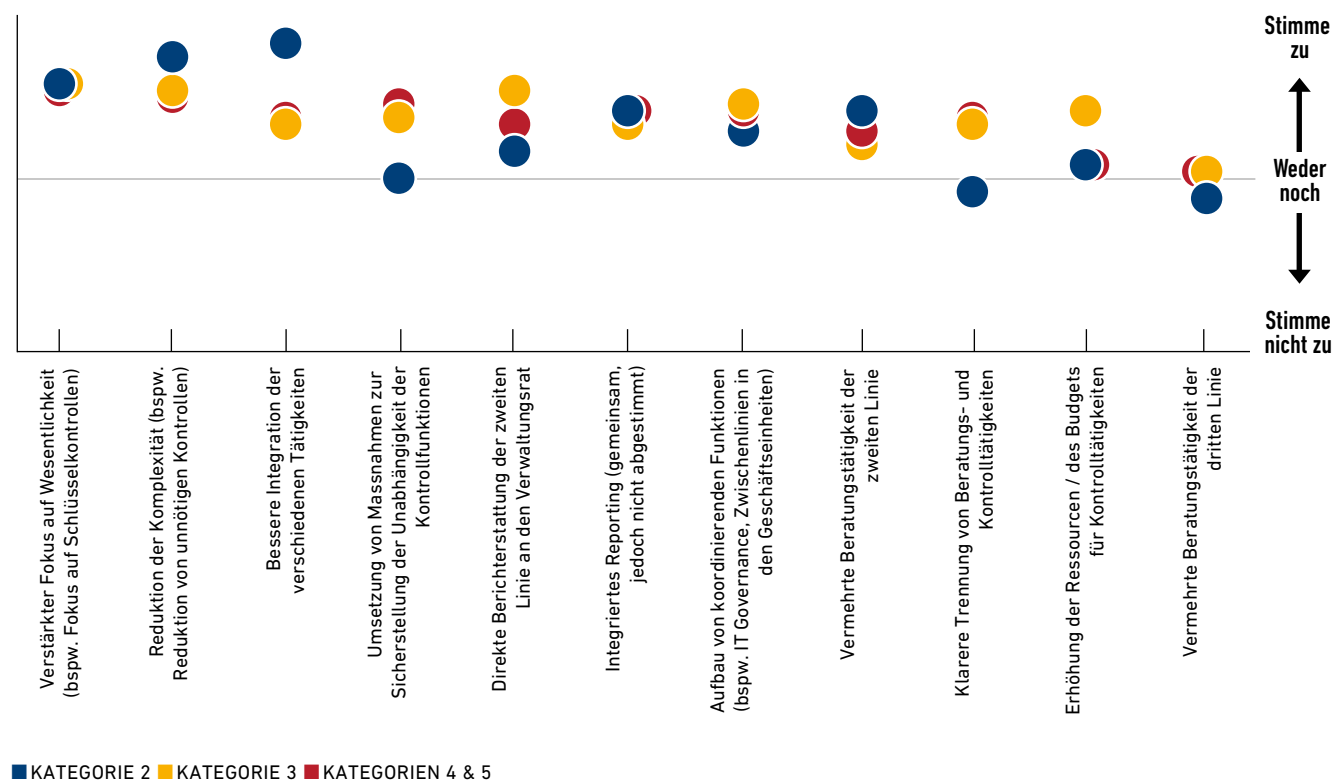 Stimme
zu
Weder
noch
Stimme
nicht zu
Verstärkter Fokus auf Wesentlichkeit
(bspw. Fokus auf Schlüsselkontrollen)
Reduktion der Komplexität (bspw.
Reduktion von unnötigen Kontrollen)
Bessere Integration der
verschiedenen Tätigkeiten
Umsetzung von Massnahmen zur
Sicherstellung der Unabhängigkeit der
Kontrollfunktionen
Direkte Berichterstattung der zweiten
Linie an den Verwaltungsrat
Integriertes Reporting (gemeinsam,
jedoch nicht abgestimmt)
Aufbau von koordinierenden Funktionen
(bspw. IT Governance, Zwischenlinien in
den Geschäftseinheiten)
Vermehrte Beratungstätigkeit der
zweiten Linie
Klarere Trennung von Beratungs- und
Kontrolltätigkeiten
Erhöhung der Ressourcen / des Budgets
für Kontrolltätigkeiten
Vermehrte Beratungstätigkeit der
dritten Linie
KATEGORIE 2 KATEGORIE 3 KATEGORIEN 4 & 5